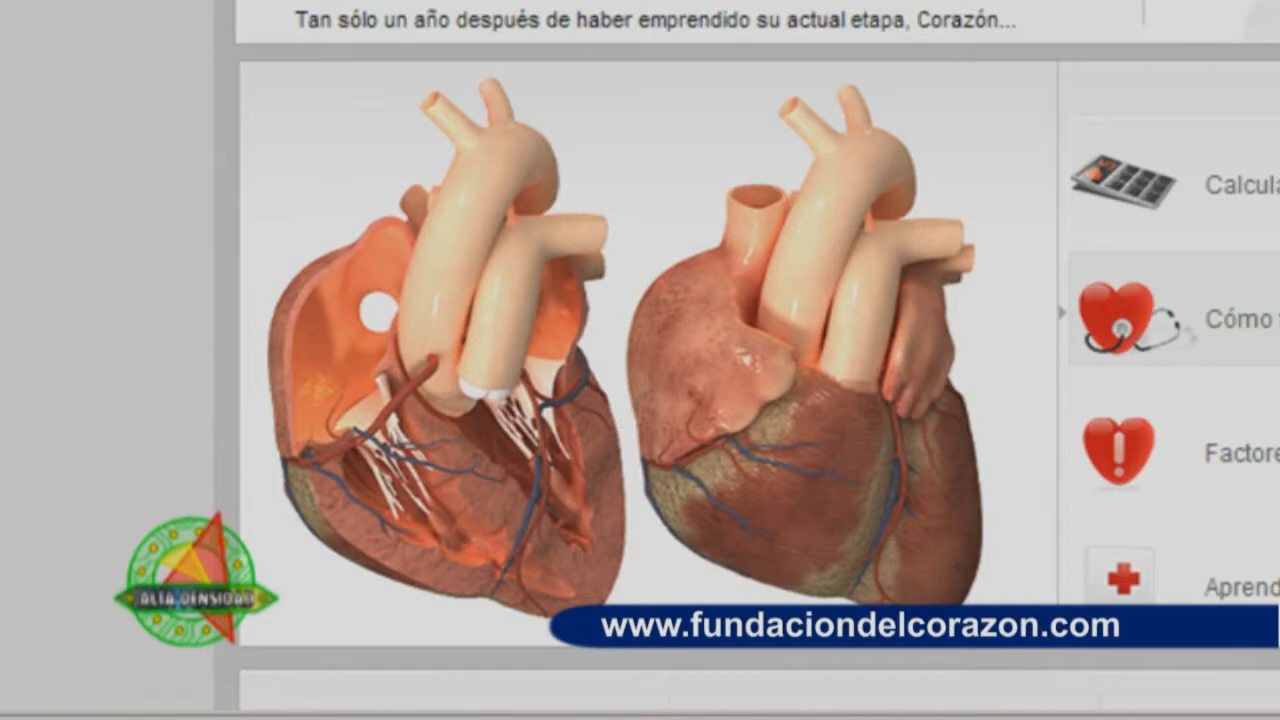 Tan sólo un año después de haber emprendido su actual etapa, Corazón...
Calcula
Cómo
Factore
Aprend
ALTA DENSIDAD
www.fundaciondelcorazon.com